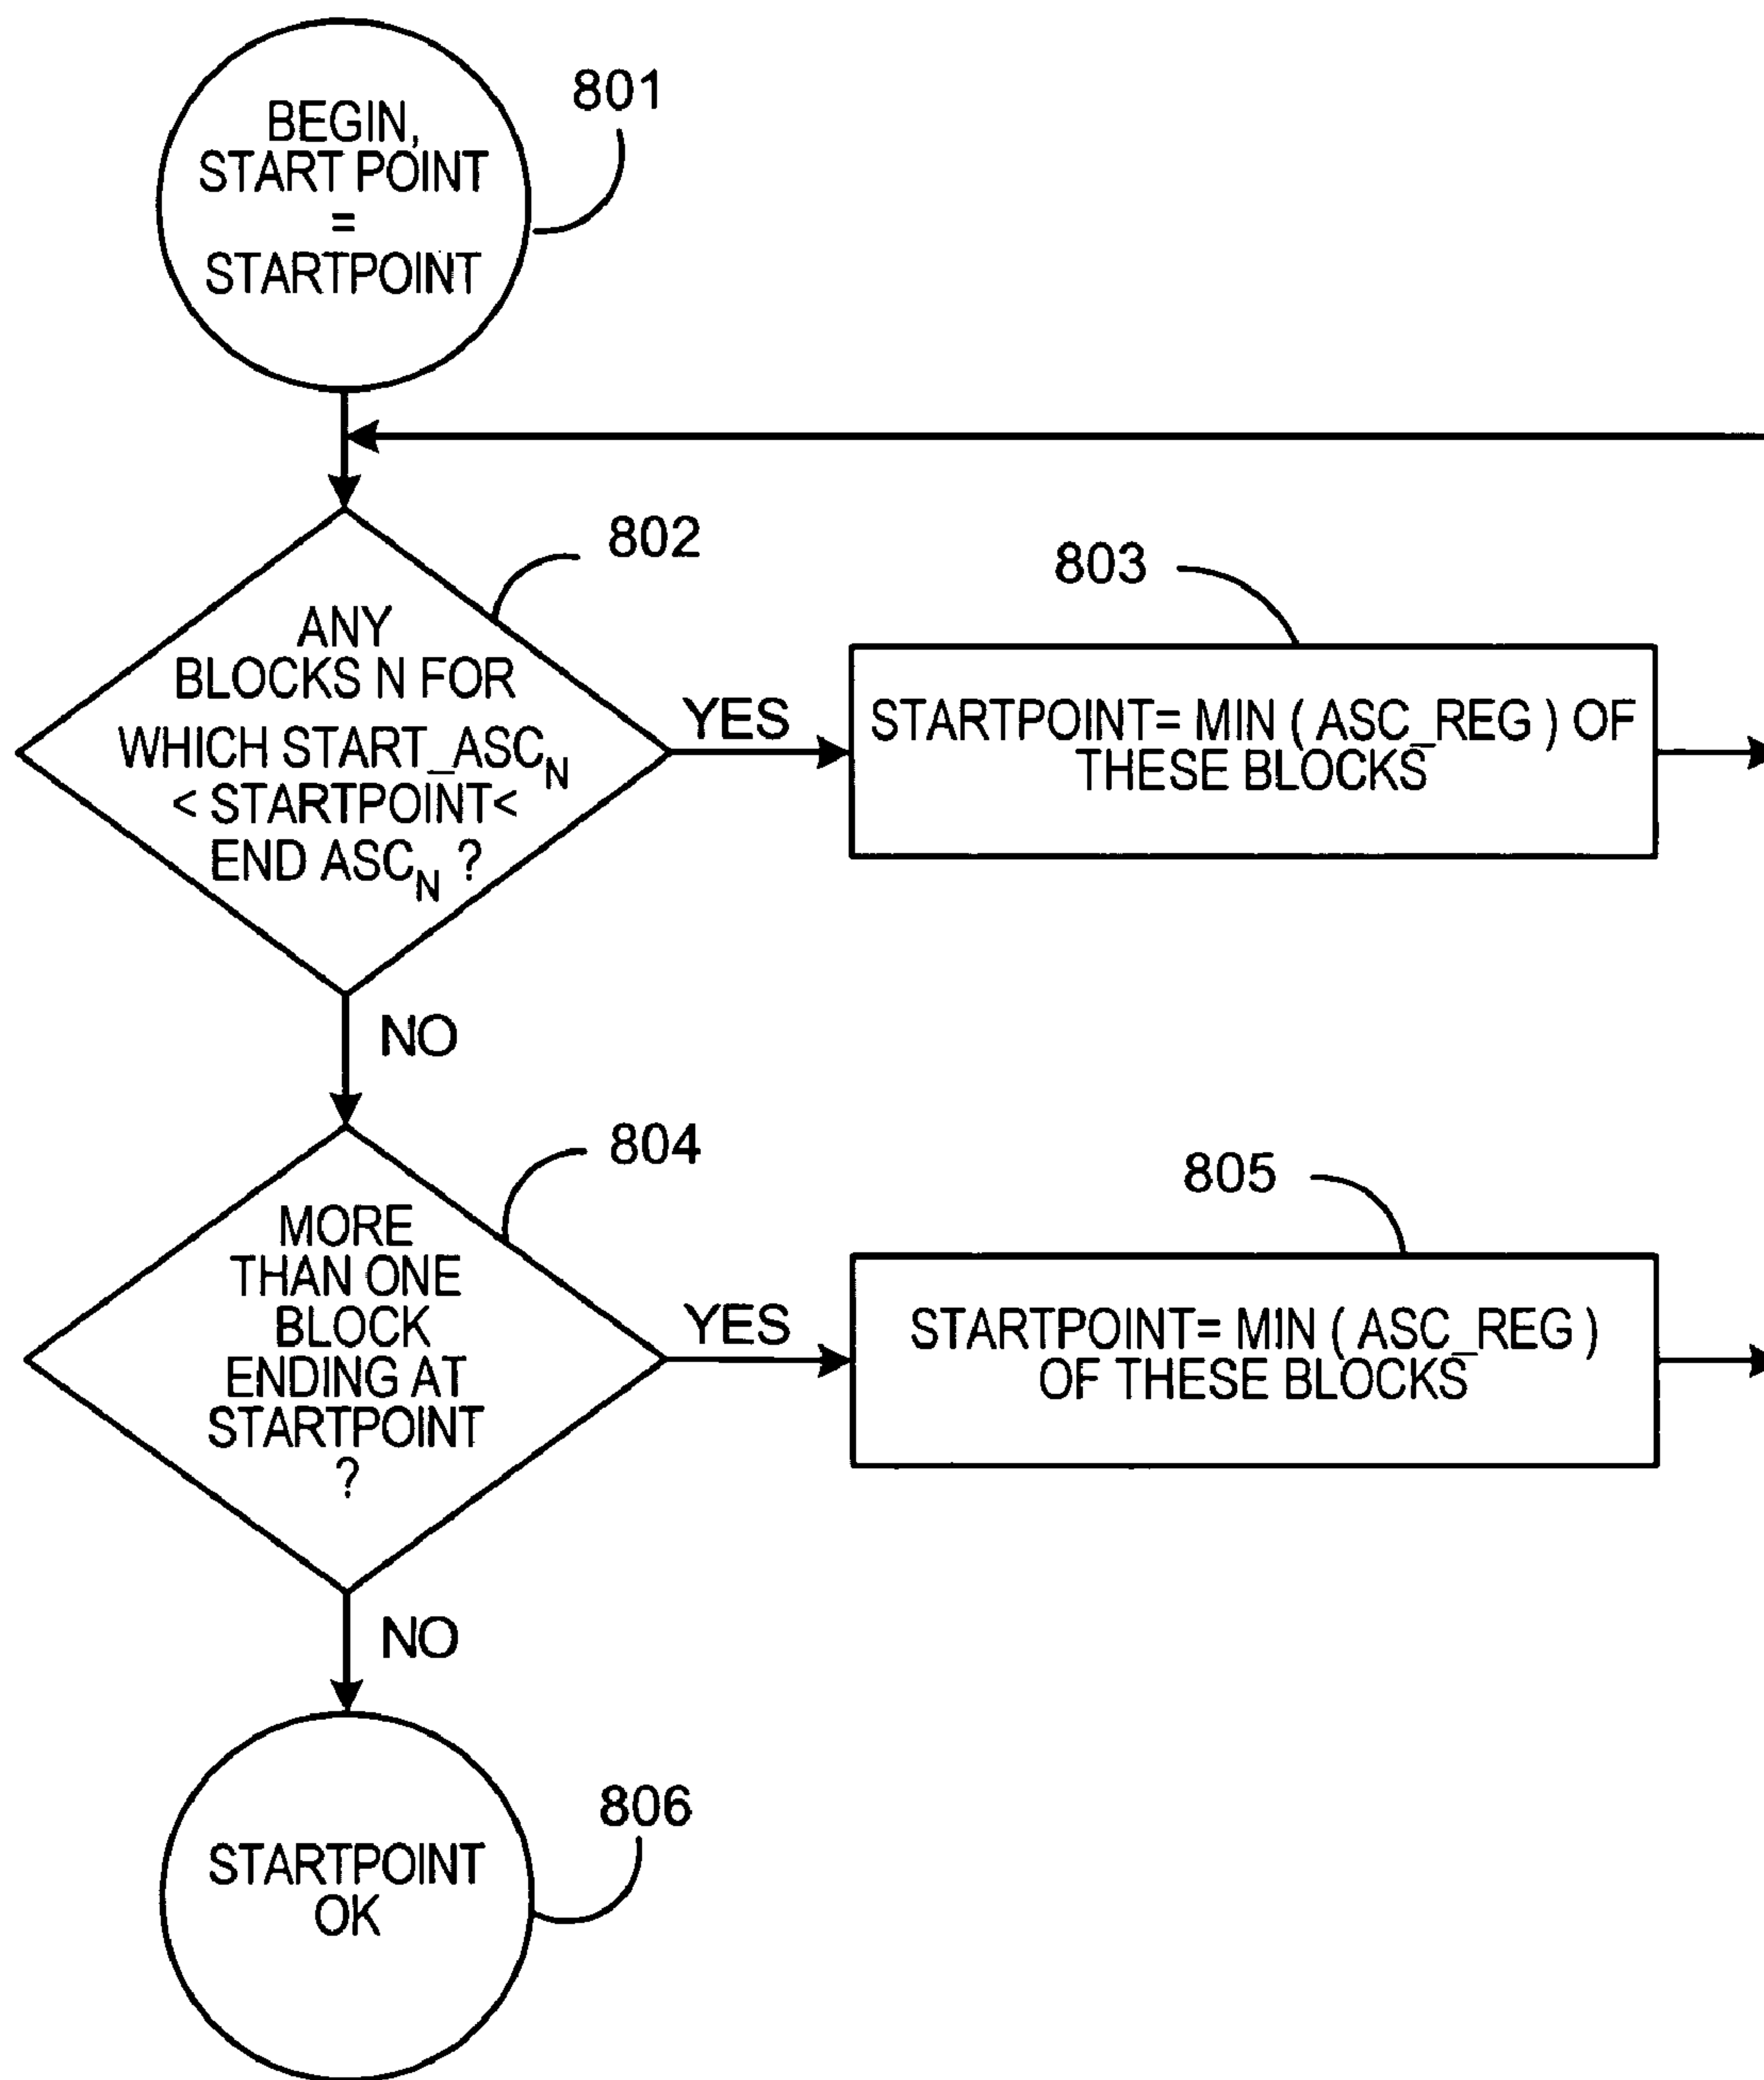 BEGIN,
START POINT
=
STARTPOINT
801
ANY
BLOCKS N FOR
WHICH START_ASC_N
< STARTPOINT<
END ASC_N ?
802
YES
803
STARTPOINT= MIN ( ASC_REG ) OF
THESE BLOCKS
NO
MORE
THAN ONE
BLOCK
ENDING AT
STARTPOINT
?
804
YES
805
STARTPOINT= MIN ( ASC_REG )
OF THESE BLOCKS
NO
STARTPOINT
OK
806